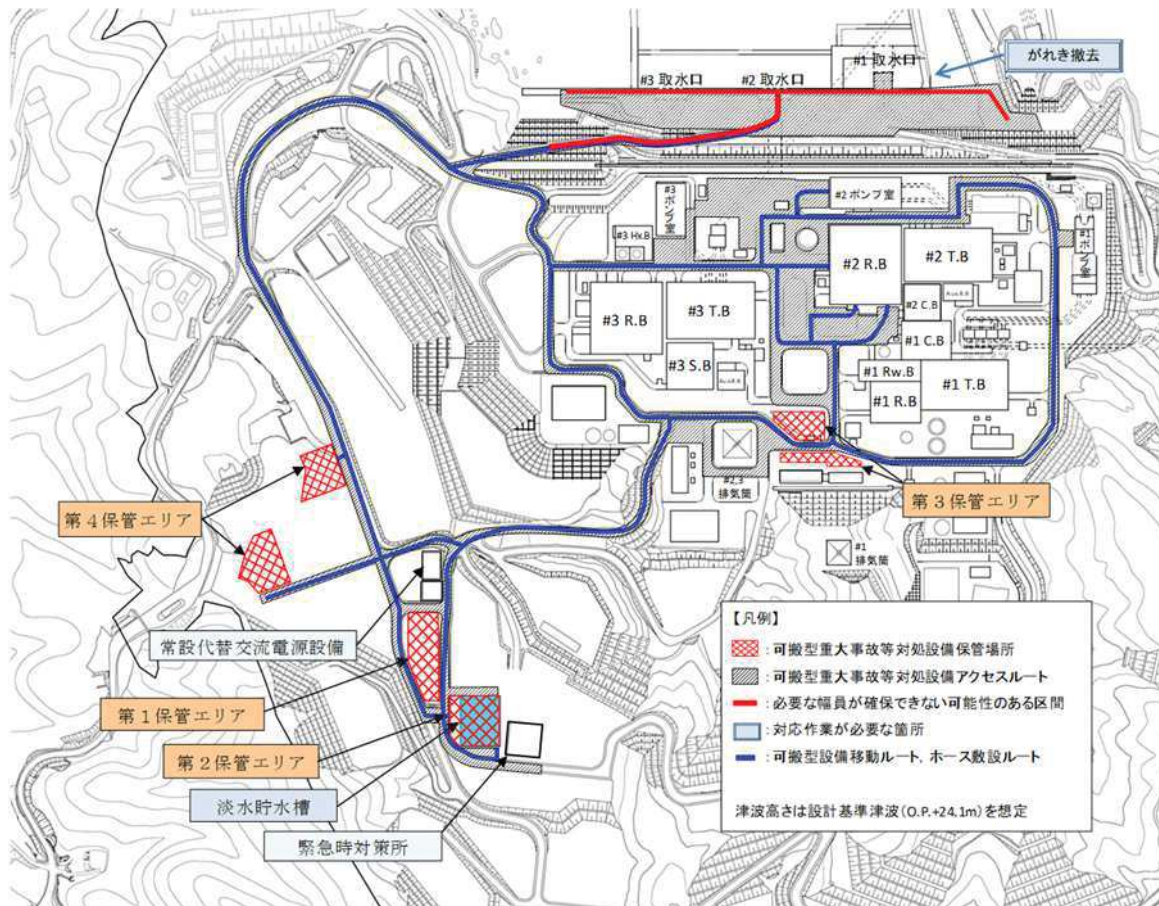 #1 取水口
#3 取水口
#2 取水口
がれき撤去
#3
ポンプ室
#2 ポンプ室
#1
ポンプ室
#3 Hx.B
#2 R.B
#2 T.B
#2 C.B
#3 R.B
#3 T.B
#1 C.B
#3 S.B
#1 Rw.B
#1 T.B
#1 R.B
第4保管エリア
#2,3
排気筒
第3保管エリア
#1
排気筒
常設代替交流電源設備
第1保管エリア
第2保管エリア
淡水貯水槽
緊急時対策所
【凡例】
:可搬型重大事故等対処設備保管場所
:可搬型重大事故等対処設備アクセスルート
:必要な幅員が確保できない可能性のある区間
:対応作業が必要な箇所
:可搬型設備移動ルート、ホース敷設ルート
津波高さは設計基準津波(O.P.+24.1m)を想定